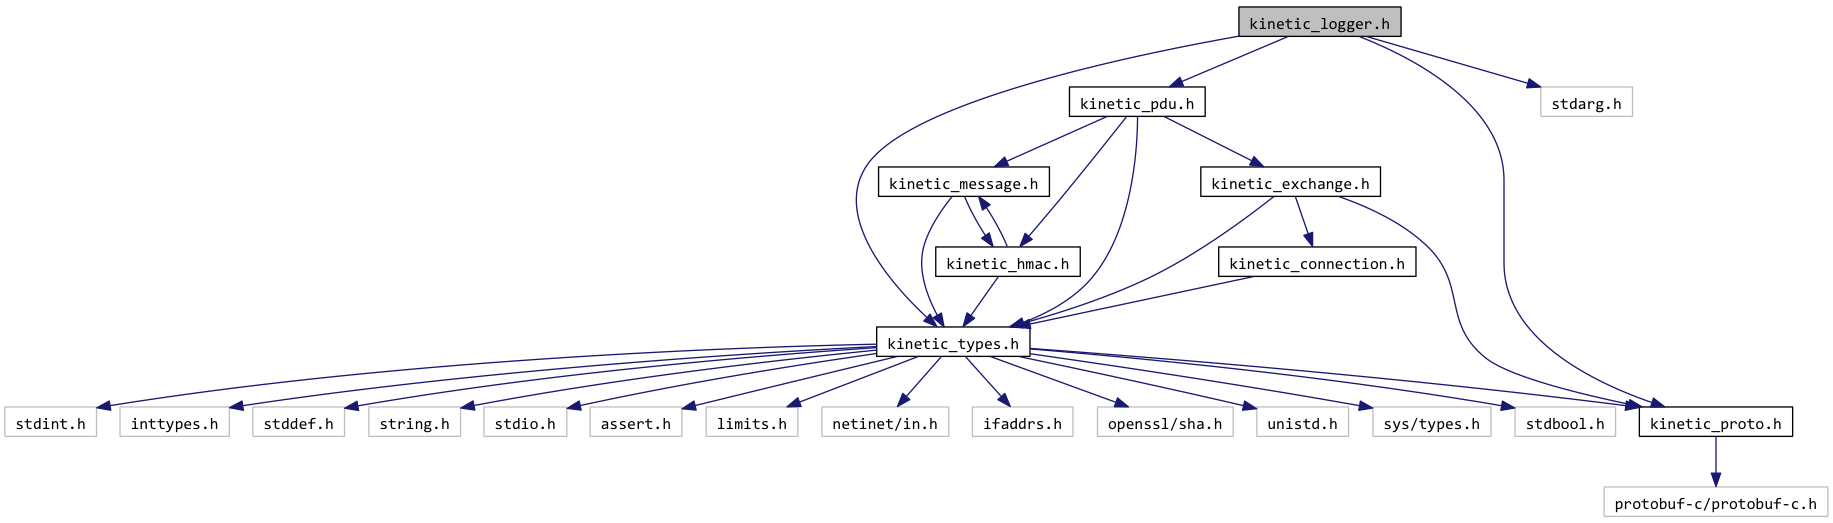 kinetic_logger.h
kinetic_pdu.h
stdarg.h
kinetic_message.h
kinetic_exchange.h
kinetic_hmac.h
kinetic_connection.h
kinetic_types.h
stdint.h
inttypes.h
stddef.h
string.h
stdio.h
assert.h
limits.h
netinet/in.h
ifaddrs.h
openssl/sha.h
unistd.h
sys/types.h
stdbool.h
kinetic_proto.h
protobuf-c/protobuf-c.h